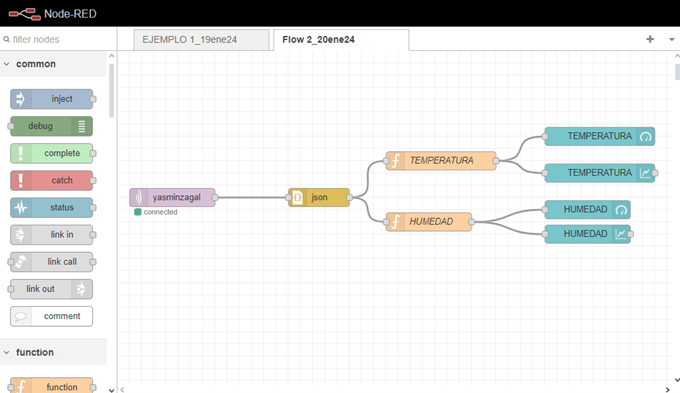 Node-RED
filter nodes
EJEMPLO 1_19ene24
Flow 2_20ene24
common
inject
debug
complete
catch
status
link in
link call
link out
comment
function
function
yasminzagal
connected
json
TEMPERATURA
HUMEDAD
TEMPERATURA
TEMPERATURA
HUMEDAD
HUMEDAD